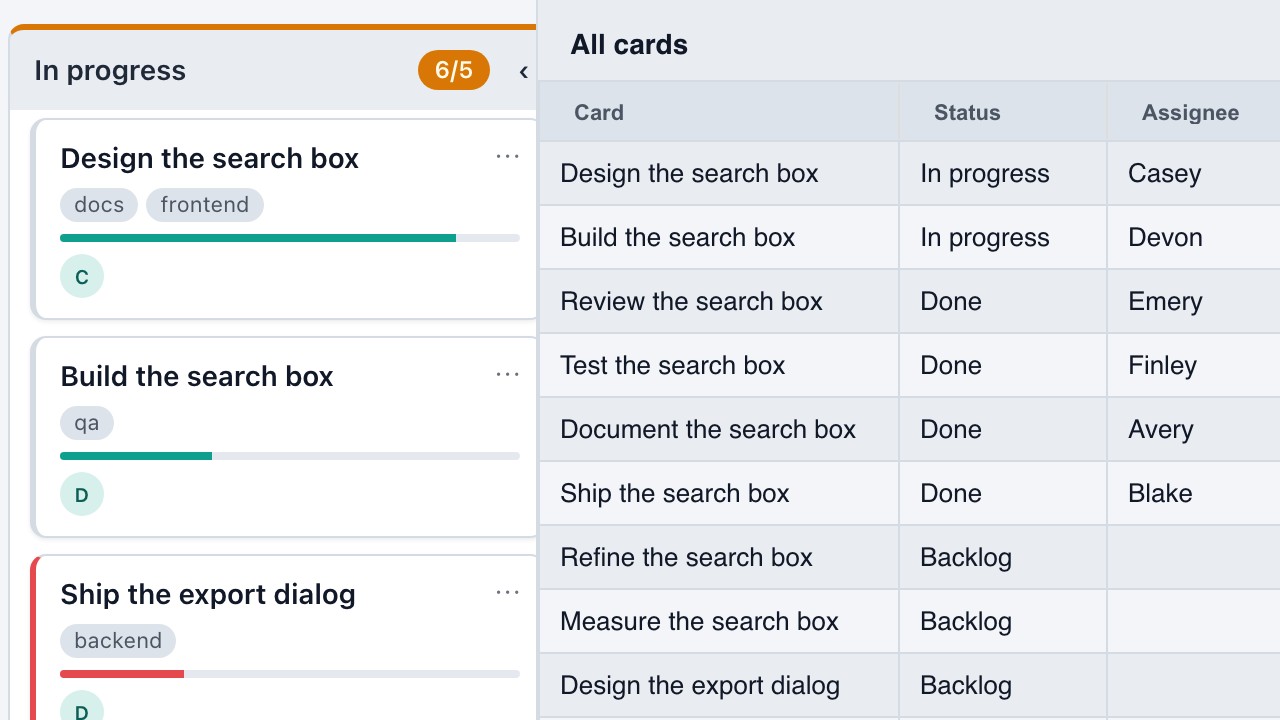 In progress 6/5 ‹
Design the search box ...
docs frontend
C
Build the search box ...
qa
D
Ship the export dialog ...
backend
D
All cards
Card Status Assignee
Design the search box In progress Casey
Build the search box In progress Devon
Review the search box Done Emery
Test the search box Done Finley
Document the search box Done Avery
Ship the search box Done Blake
Refine the search box Backlog
Measure the search box Backlog
Design the export dialog Backlog